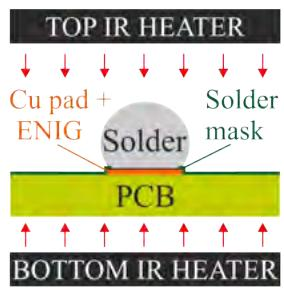 TOP IR HEATER
Cu pad +
ENIG
Solder
mask
Solder
PCB
BOTTOM IR HEATER